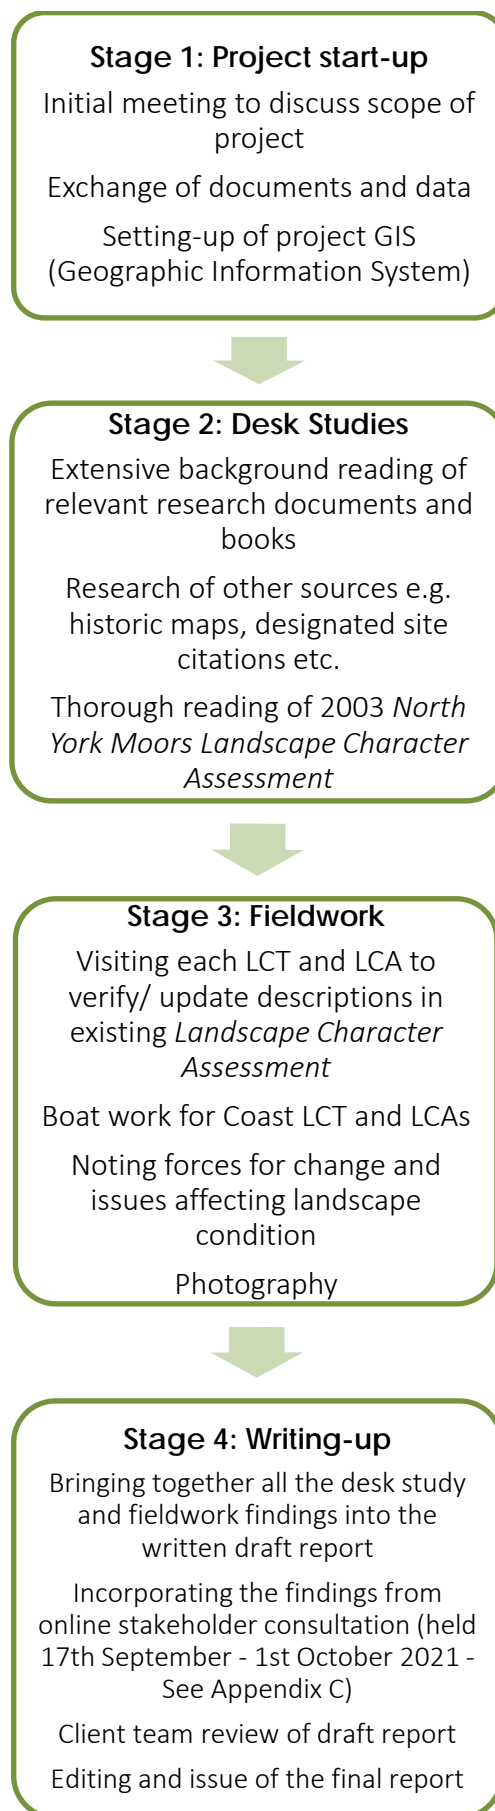 Stage 1: Project start-up
Initial meeting to discuss scope of
project
Exchange of documents and data
Setting-up of project GIS
(Geographic Information System)
Stage 2: Desk Studies
Extensive background reading of
relevant research documents and
books
Research of other sources e.g.
historic maps, designated site
citations etc.
Thorough reading of 2003 North
York Moors Landscape Character
Assessment
Stage 3: Fieldwork
Visiting each LCT and LCA to
verify/ update descriptions in
existing Landscape Character
Assessment
Boat work for Coast LCT and LCAs
Noting forces for change and
issues affecting landscape
condition
Photography
Stage 4: Writing-up
Bringing together all the desk study
and fieldwork findings into the
written draft report
Incorporating the findings from
online stakeholder consultation (held
17th September - 1st October 2021 -
See Appendix C)
Client team review of draft report
Editing and issue of the final report